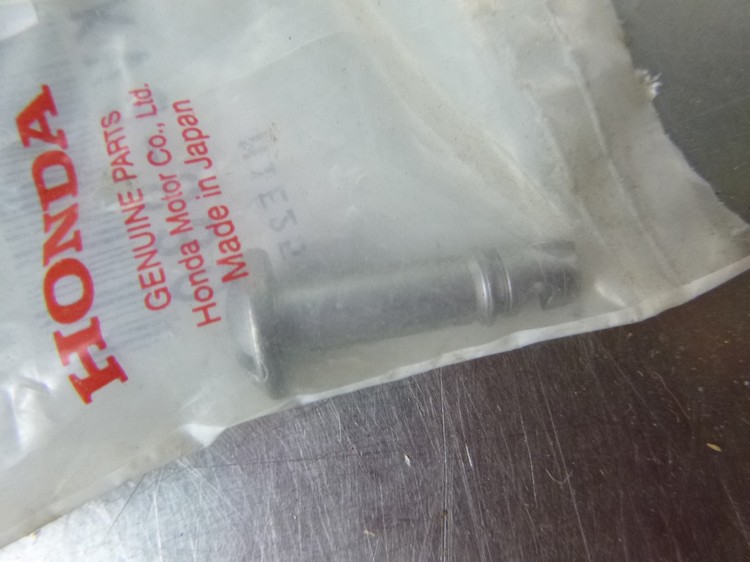 HONDA
GENUINE PARTS
Honda Motor Co., Ltd.
Made in Japan